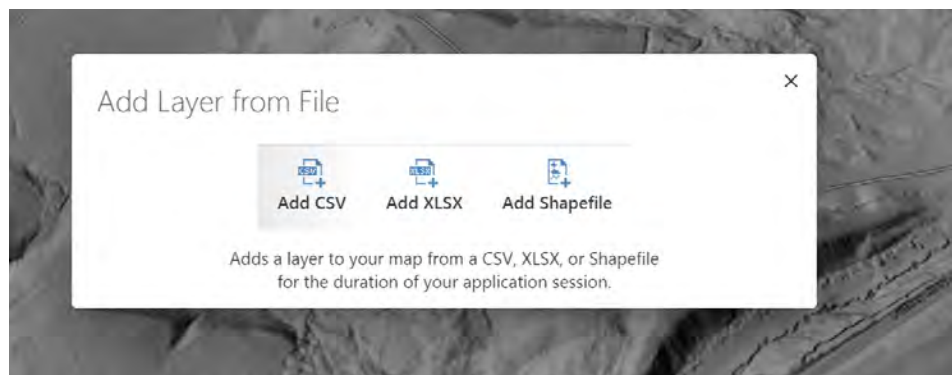 Add Layer from File
CSV XLSX
Add CSV Add XLSX Add Shapefile
Adds a layer to your map from a CSV, XLSX, or Shapefile
for the duration of your application session.